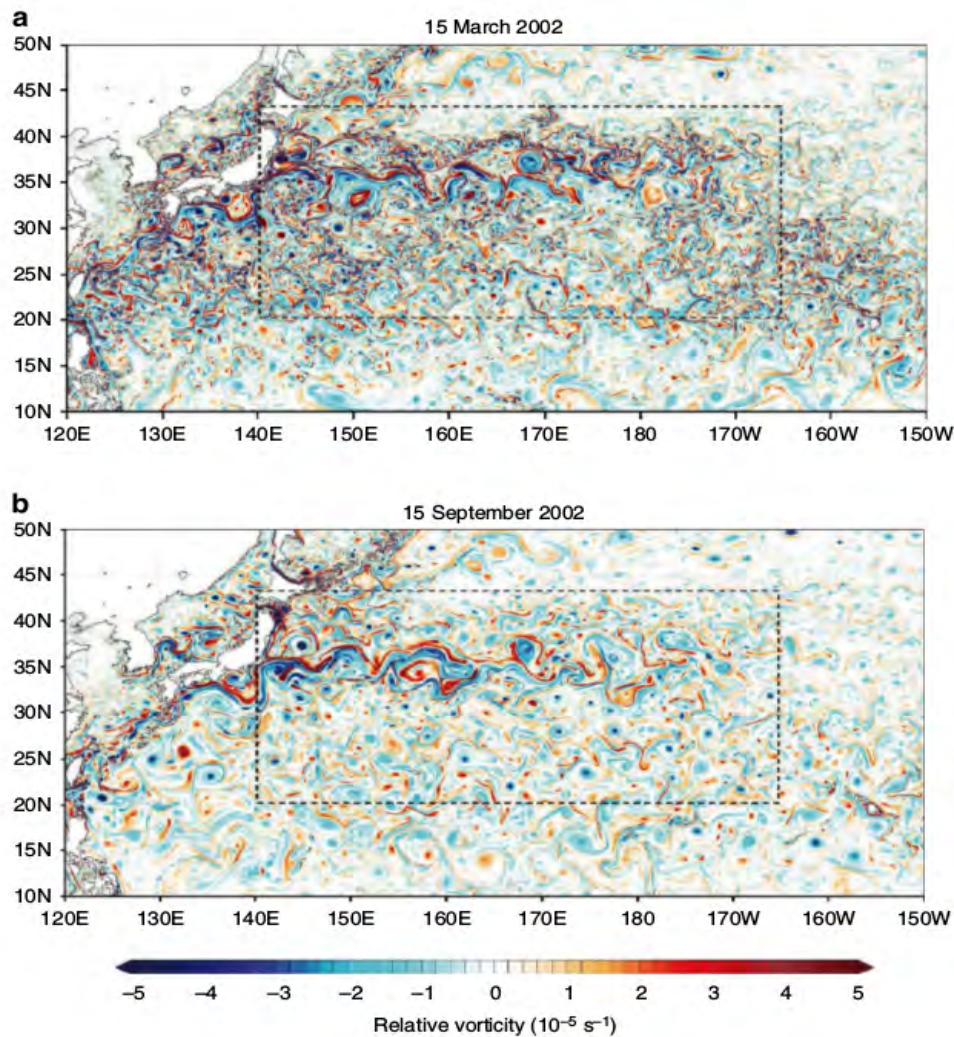 a
15 March 2002
50N
45N
40N
35N
30N
25N
20N
15N
10N
120E 130E 140E 150E 160E 170E 180 170W 160W 150W
b
15 September 2002
50N
45N
40N
35N
30N
25N
20N
15N
10N
120E 130E 140E 150E 160E 170E 180 170W 160W 150W
−5 −4 −3 −2 −1 0 1 2 3 4 5
Relative vorticity (10⁻⁵ s⁻¹)